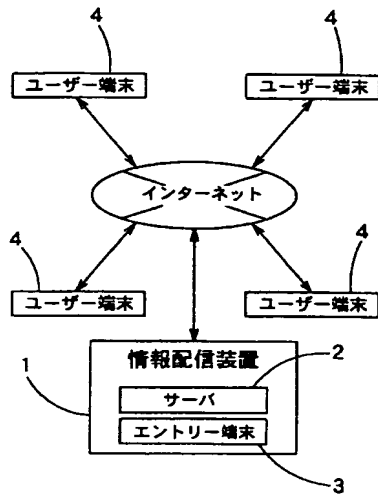 4
4
ユーザー端末
ユーザー端末
インターネット
4
4
ユーザー端末
ユーザー端末
1
情報配信装置
2
サーバ
エントリー端末
3